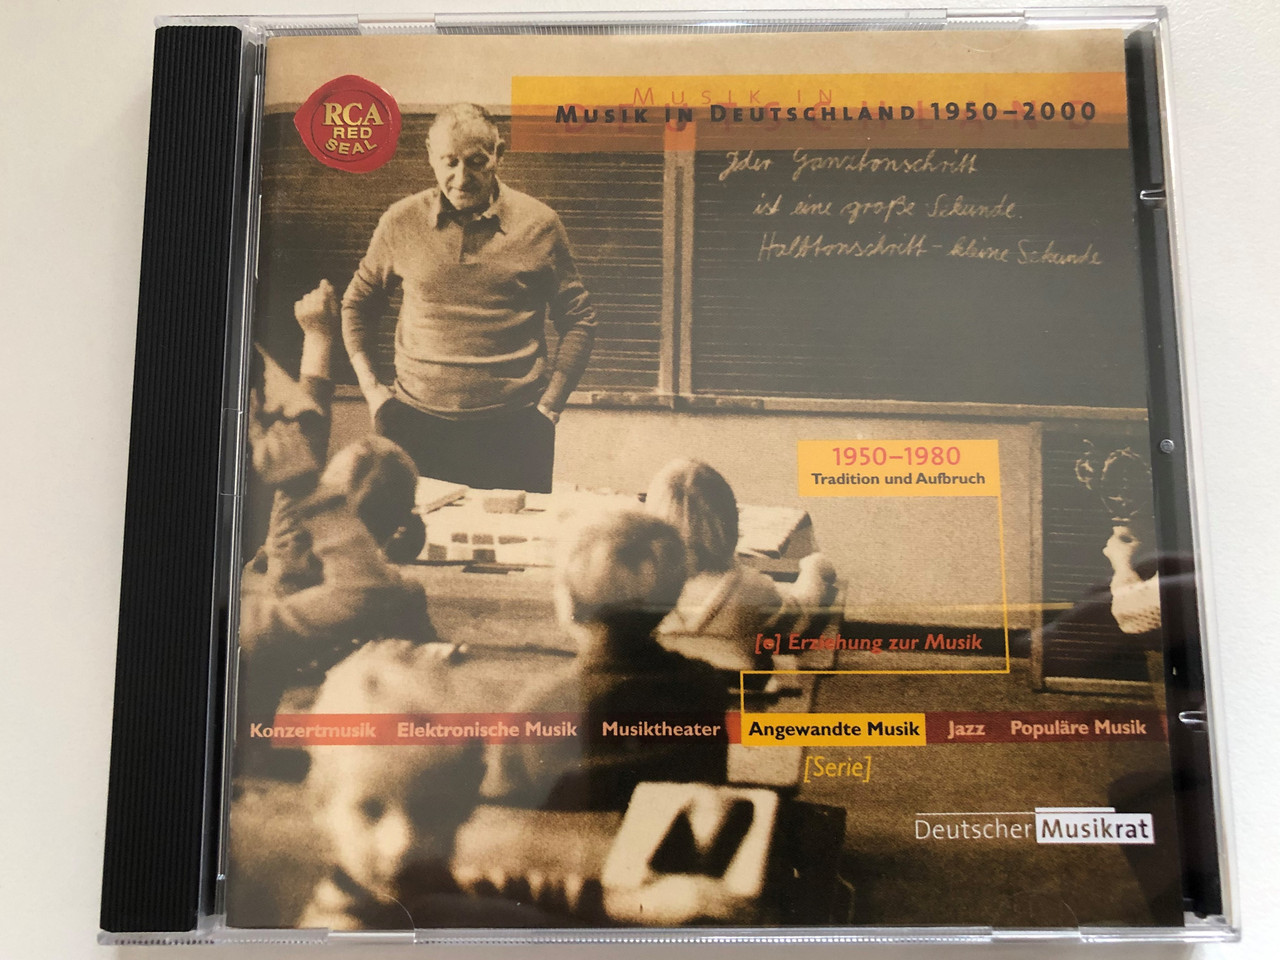 RCA
RED
SEAL
MUSIK IN
DEUTSCHLAND
MUSIK IN DEUTSCHLAND 1950–2000
Jeder Ganztonschritt
ist eine große Sekunde.
Halbtonschritt – kleine Sekunde
1950–1980
Tradition und Aufbruch
[e] Erziehung zur Musik
Konzertmusik Elektronische Musik Musiktheater Angewandte Musik Jazz Populäre Musik
[Serie]
Deutscher Musikrat